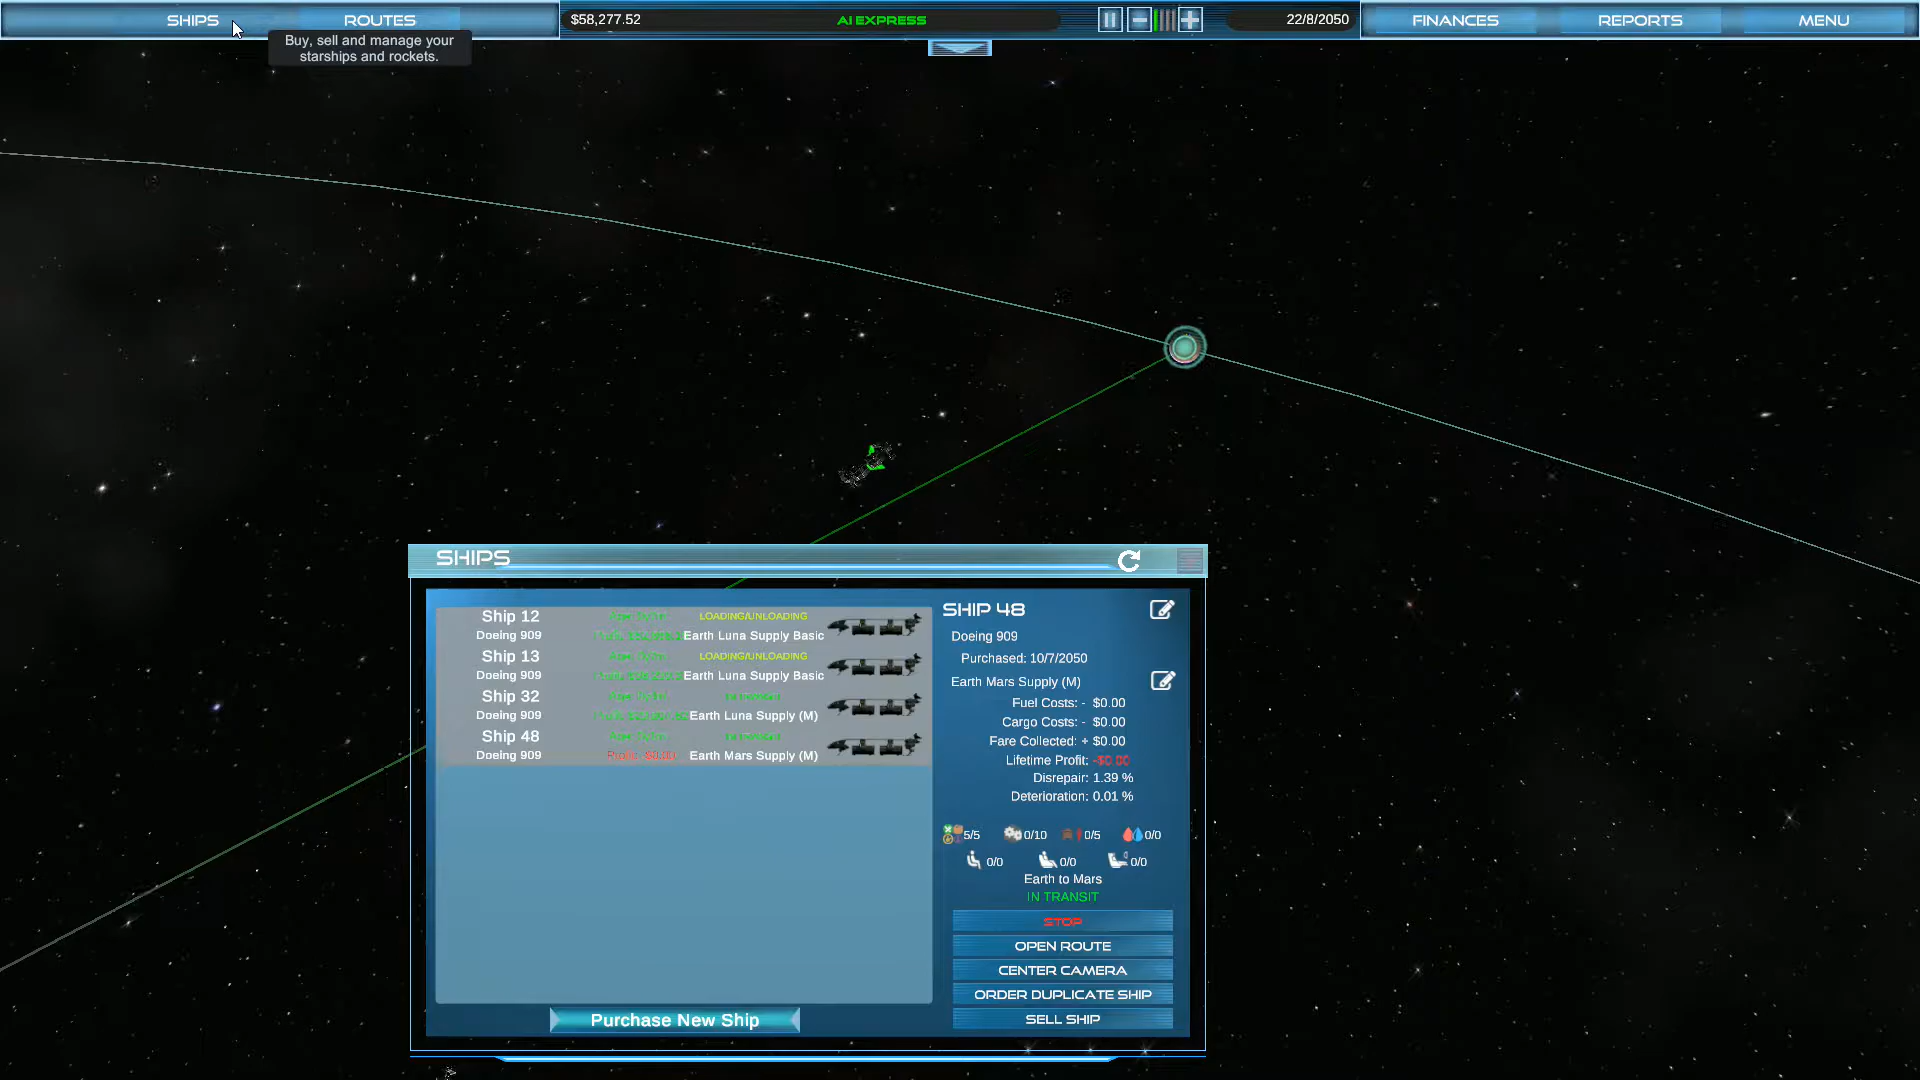 SHIPS
ROUTES
$58,277.52
AI EXPRESS
22/8/2050
FINANCES
REPORTS
MENU
Buy, sell and manage your
starships and rockets.
SHIPS
Ship 12
LOADING/UNLOADING
Doeing 909
Earth Luna Supply Basic
Ship 13
LOADING/UNLOADING
Doeing 909
Earth Luna Supply Basic
Ship 32
Doeing 909
Earth Luna Supply (M)
Ship 48
Doeing 909
Profit: -$0.00
Earth Mars Supply (M)
Purchase New Ship
SHIP 48
Doeing 909
Purchased: 10/7/2050
Earth Mars Supply (M)
Fuel Costs: - $0.00
Cargo Costs: - $0.00
Fare Collected: + $0.00
Lifetime Profit: -$0.00
Disrepair: 1.39 %
Deterioration: 0.01 %
5/5
0/10
0/5
0/0
0/0
0/0
0/0
Earth to Mars
IN TRANSIT
STOP
OPEN ROUTE
CENTER CAMERA
ORDER DUPLICATE SHIP
SELL SHIP